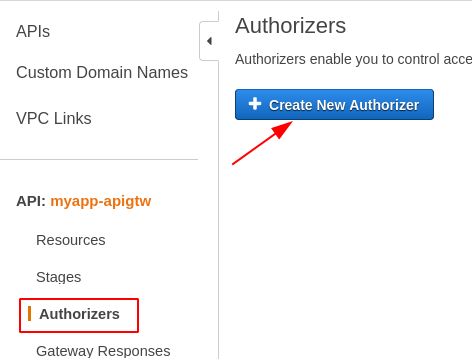 APIs
Custom Domain Names
VPC Links
API: myapp-apigtw
Resources
Stages
Authorizers
Gateway Responses
Authorizers
Authorizers enable you to control acce
Create New Authorizer